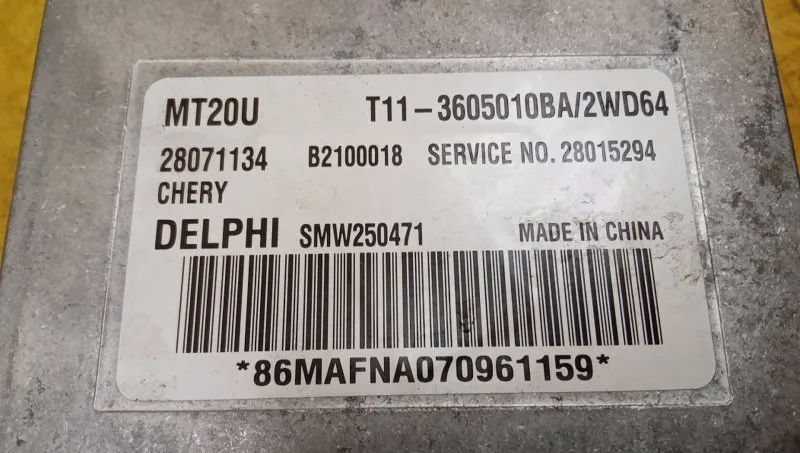 MT20U T11-3605010BA/2WD64
28071134 B2100018 SERVICE NO. 28015294
CHERY
DELPHI SMW250471 MADE IN CHINA
*86MAFNA070961159*